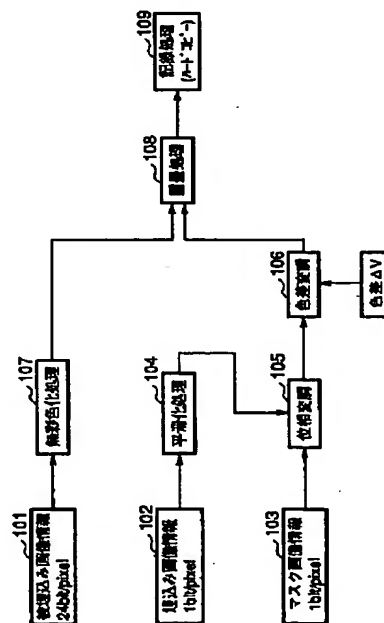 101
被埋込み画像情報
24bit/pixel
107
無彩色化処理
102
埋込み画像情報
1bit/pixel
104
平滑化処理
103
マスク画像情報
1bit/pixel
105
位相変調
106
色差変調
色差ΔV
108
重畳処理
109
記録処理
(ハードコピー)